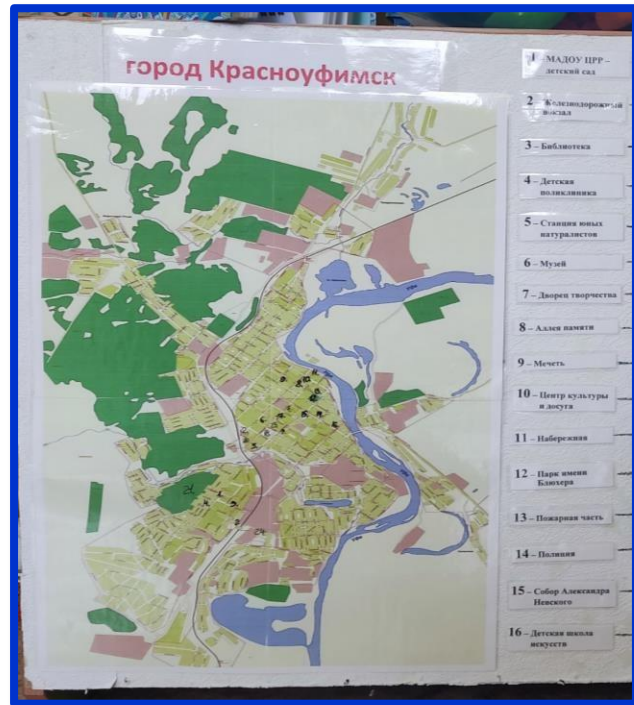 город Красноуфимск
1 – МАДОУ ЦРР –
детский сад
2 – Железнодорожный
вокзал
3 – Библиотека
4 – Детская
поликлиника
5 – Станция юных
натуралистов
6 – Музей
7 – Дворец творчества
8 – Аллея памяти
9 – Мечеть
10 – Центр культуры
и досуга
11 – Набережная
12 – Парк имени
Блюхера
13 – Пожарная часть
14 – Полиция
15 – Собор Александра
Невского
16 – Детская школа
искусств